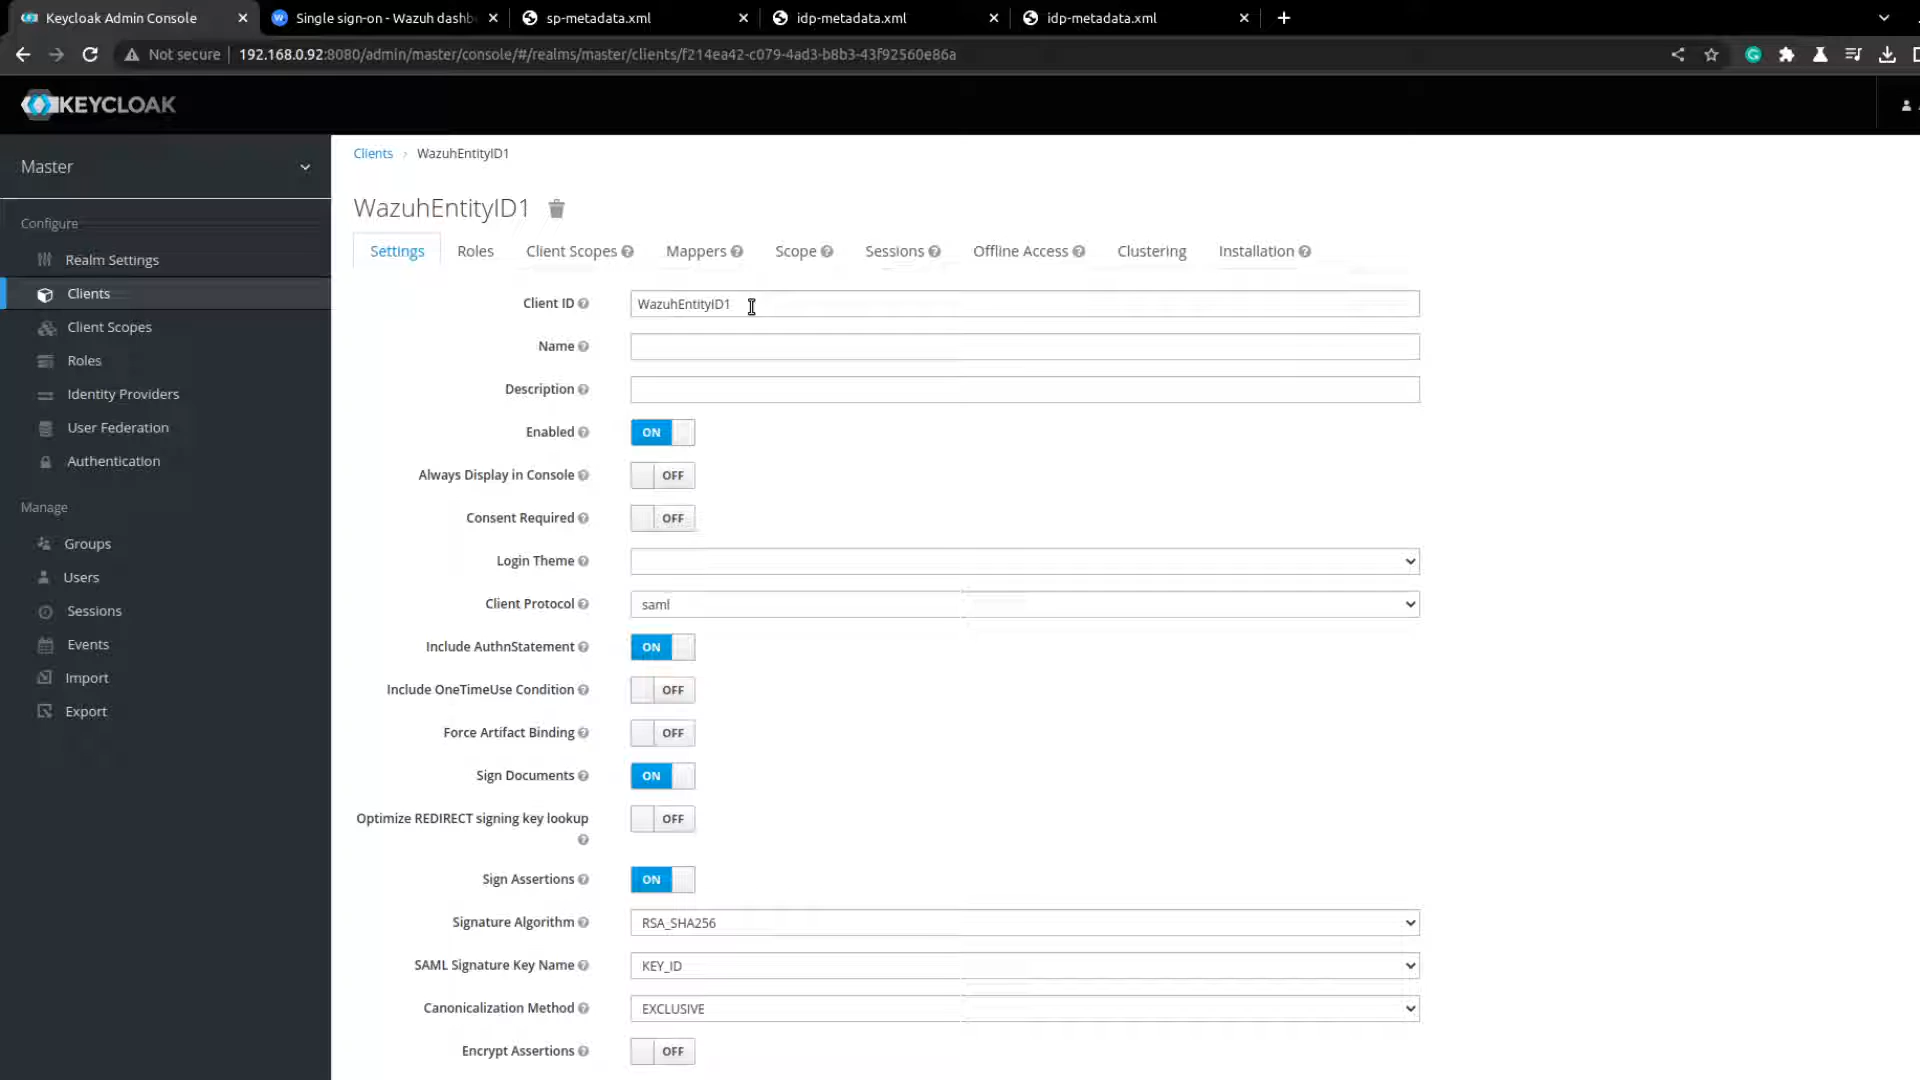 Keycloak Admin Console
Single sign-on - Wazuh dashb
sp-metadata.xml
idp-metadata.xml
idp-metadata.xml
Not secure
192.168.0.92:8080/admin/master/console/#/realms/master/clients/f214ea42-c079-4ad3-b8b3-43f92560e86a
KEYCLOAK
Master
Configure
Realm Settings
Clients
Client Scopes
Roles
Identity Providers
User Federation
Authentication
Manage
Groups
Users
Sessions
Events
Import
Export
Clients › WazuhEntityID1
WazuhEntityID1
Settings Roles Client Scopes Mappers Scope Sessions Offline Access Clustering Installation
Client ID WazuhEntityID1
Name
Description
Enabled ON
Always Display in Console OFF
Consent Required OFF
Login Theme
Client Protocol saml
Include AuthnStatement ON
Include OneTimeUse Condition OFF
Force Artifact Binding OFF
Sign Documents ON
Optimize REDIRECT signing key lookup OFF
Sign Assertions ON
Signature Algorithm RSA_SHA256
SAML Signature Key Name KEY_ID
Canonicalization Method EXCLUSIVE
Encrypt Assertions OFF